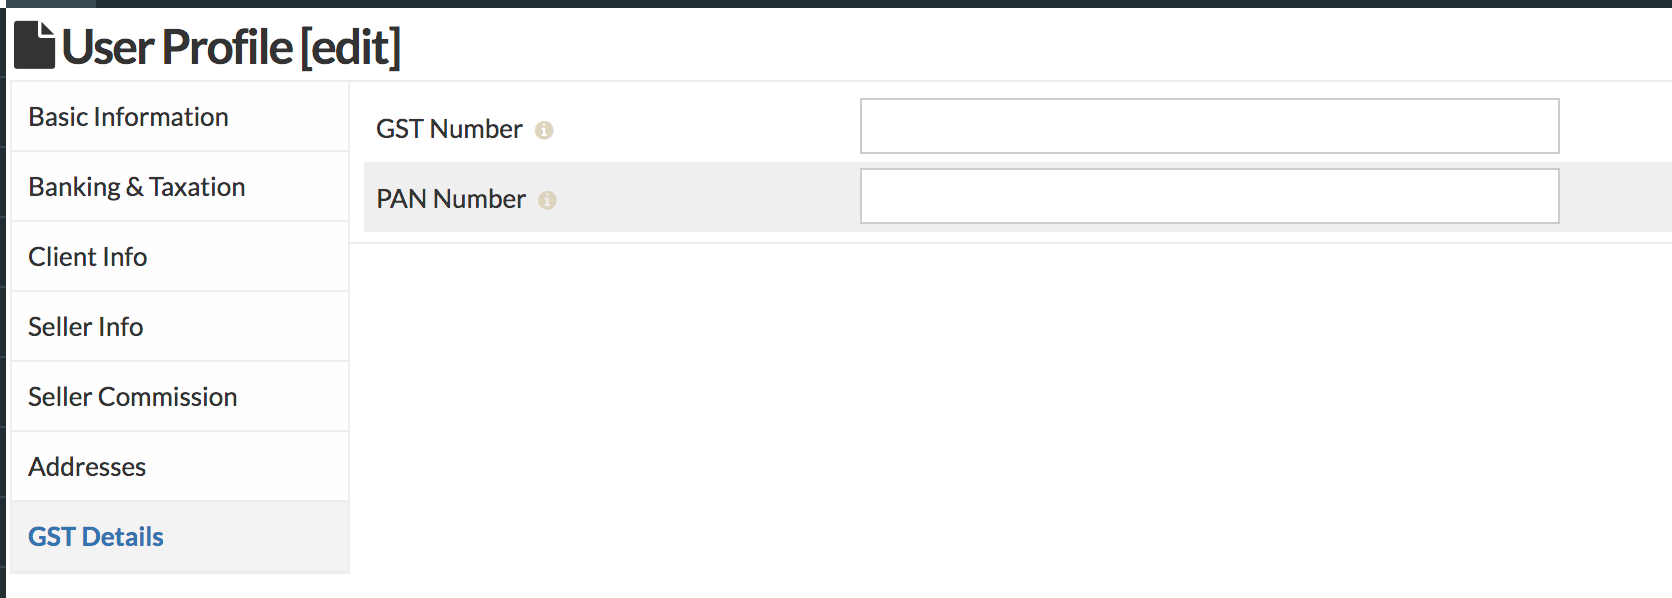 User Profile [edit]
Basic Information
Banking & Taxation
Client Info
Seller Info
Seller Commission
Addresses
GST Details
GST Number
PAN Number